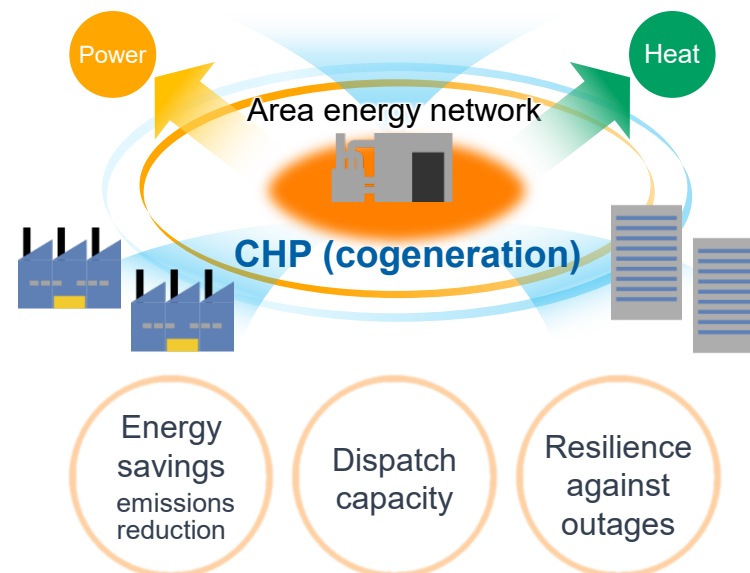 Power
Heat
Area energy network
CHP (cogeneration)
Energy
savings
emissions
reduction
Dispatch
capacity
Resilience
against
outages